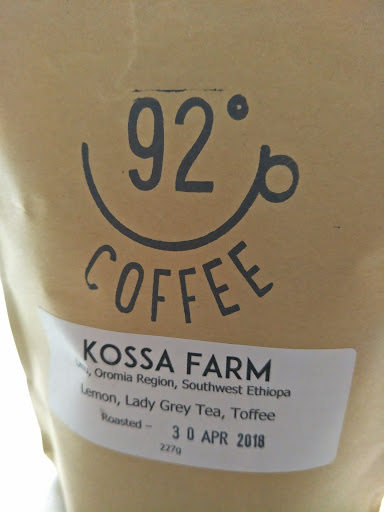 92°
COFFEE
KOSSA FARM
Oromia Region, Southwest Ethiopa
Lemon, Lady Grey Tea, Toffee
Roasted – 30 APR 2018
227g